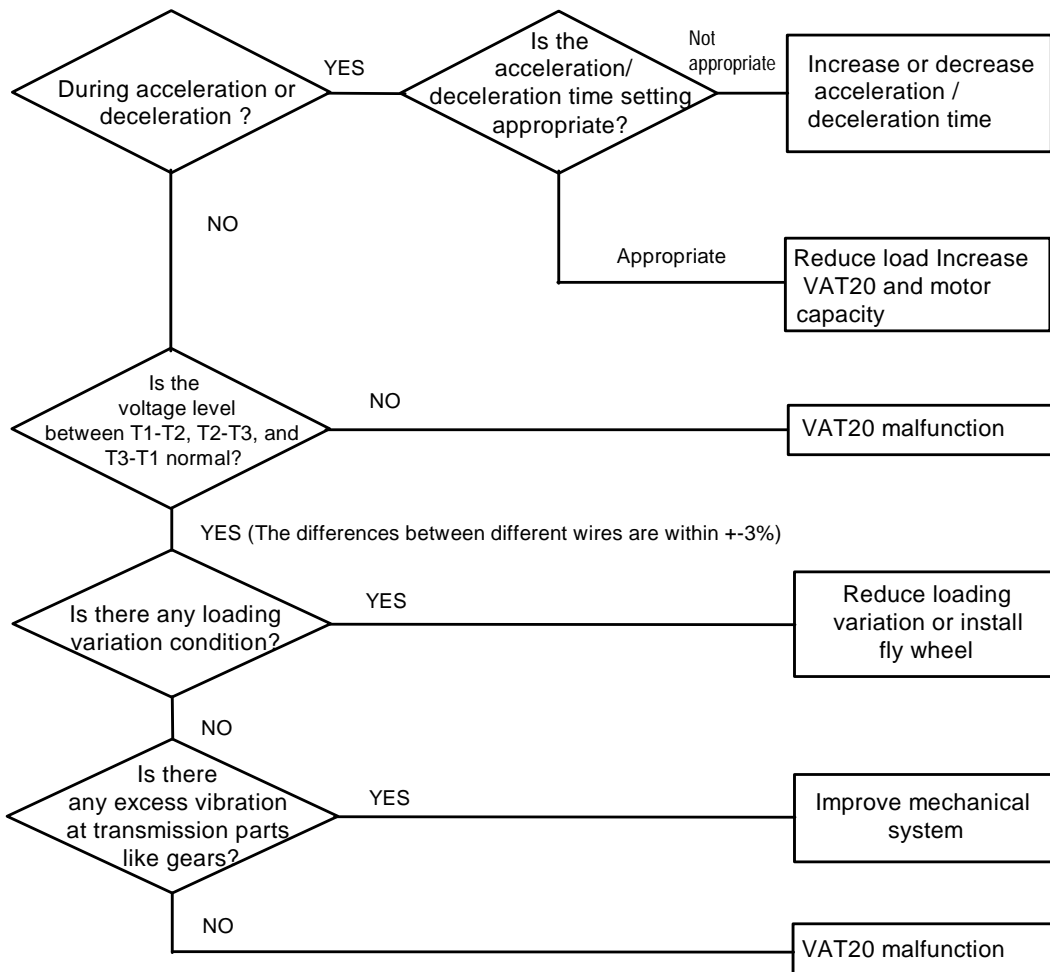 During acceleration or
deceleration ?
YES
Is the
acceleration/
deceleration time setting
appropriate?
Not
appropriate
Increase or decrease
acceleration /
deceleration time
NO
Appropriate
Reduce load Increase
VAT20 and motor
capacity
Is the
voltage level
between T1-T2, T2-T3, and
T3-T1 normal?
NO
VAT20 malfunction
YES (The differences between different wires are within +-3%)
Is there any loading
variation condition?
YES
Reduce loading
variation or install
fly wheel
NO
Is there
any excess vibration
at transmission parts
like gears?
YES
Improve mechanical
system
NO
VAT20 malfunction